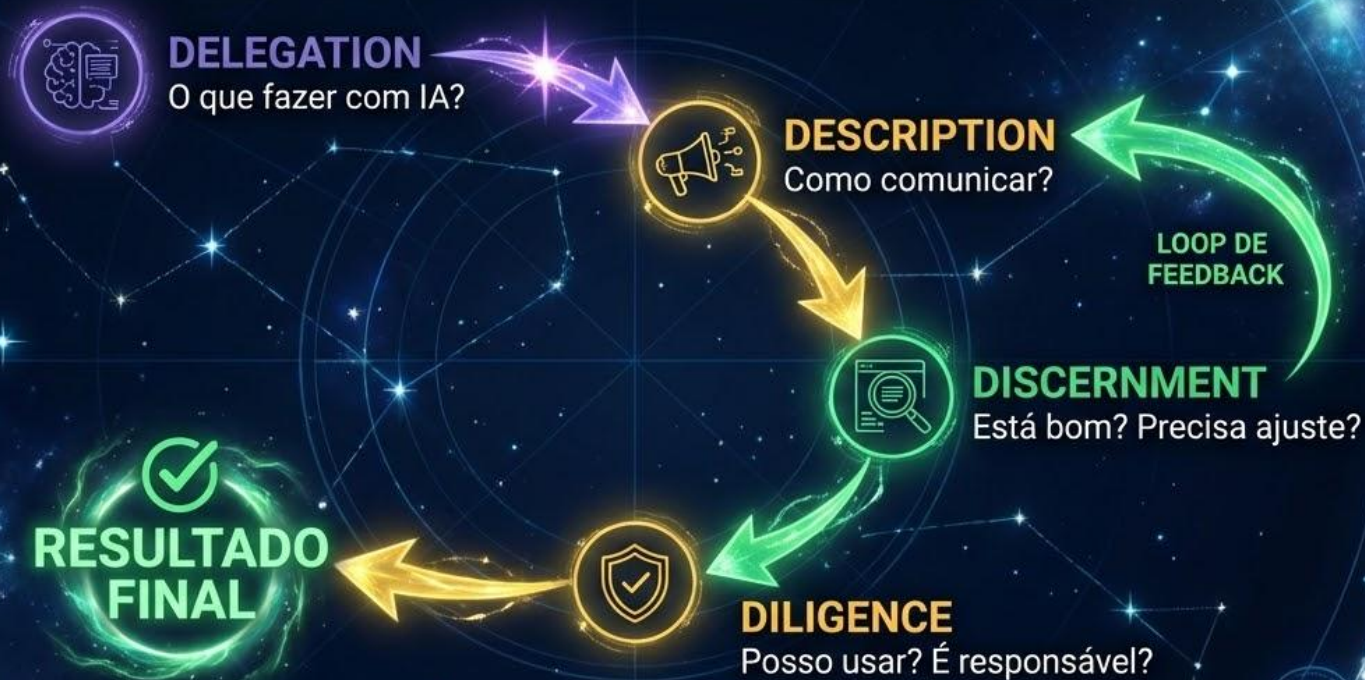 DELEGATION
O que fazer com IA?
DESCRIPTION
Como comunicar?
LOOP DE
FEEDBACK
DISCERNMENT
Está bom? Precisa ajuste?
DILIGENCE
Posso usar? É responsável?
RESULTADO
FINAL